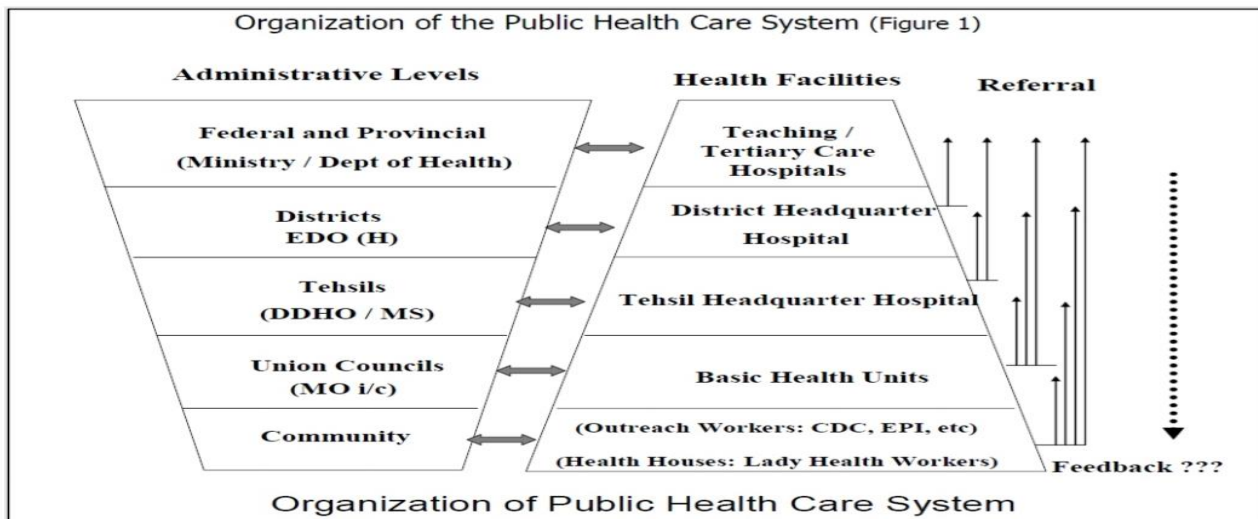 Organization of the Public Health Care System (Figure 1)
Administrative Levels
Health Facilities
Referral
Federal and Provincial
(Ministry / Dept of Health)
Teaching /
Tertiary Care
Hospitals
Districts
EDO (H)
District Headquarter
Hospital
Tehsils
(DDHO / MS)
Tehsil Headquarter Hospital
Union Councils
(MO i/c)
Basic Health Units
Community
(Outreach Workers: CDC, EPI, etc)
(Health Houses: Lady Health Workers)
Feedback ???
Organization of Public Health Care System